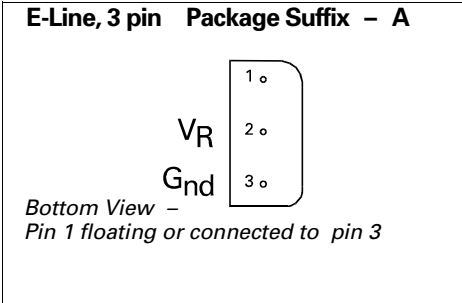 E-Line, 3 pin Package Suffix – A
1
VR 2
Gnd 3
Bottom View –
Pin 1 floating or connected to pin 3